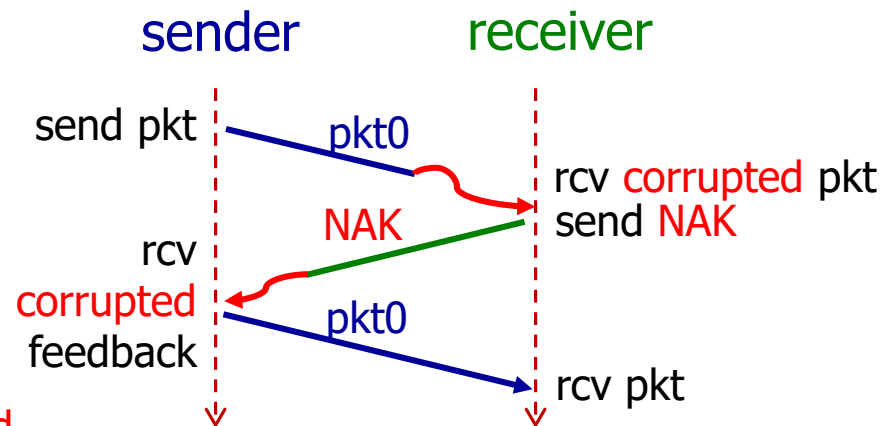 sender receiver
send pkt
pkt0
rcv corrupted pkt
send NAK
NAK
rcv
corrupted
feedback
pkt0
rcv pkt